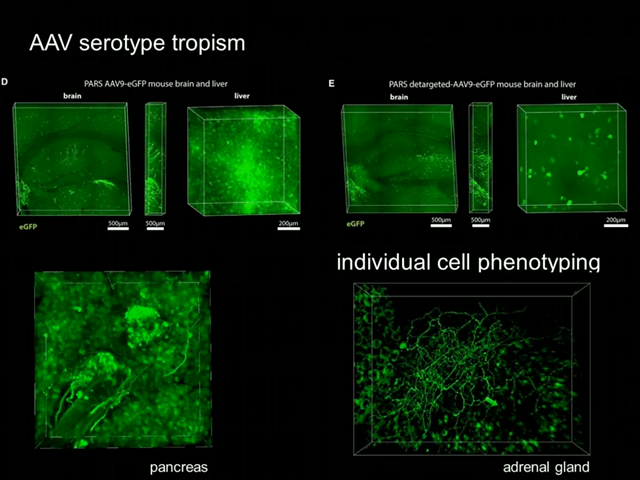 AAV serotype tropism
D
PARS AAV9-eGFP mouse brain and liver
brain
liver
eGFP
500µm
500µm
200µm
E
PARS detargeted-AAV9-eGFP mouse brain and liver
brain
liver
eGFP
500µm
500µm
200µm
individual cell phenotyping
pancreas
adrenal gland